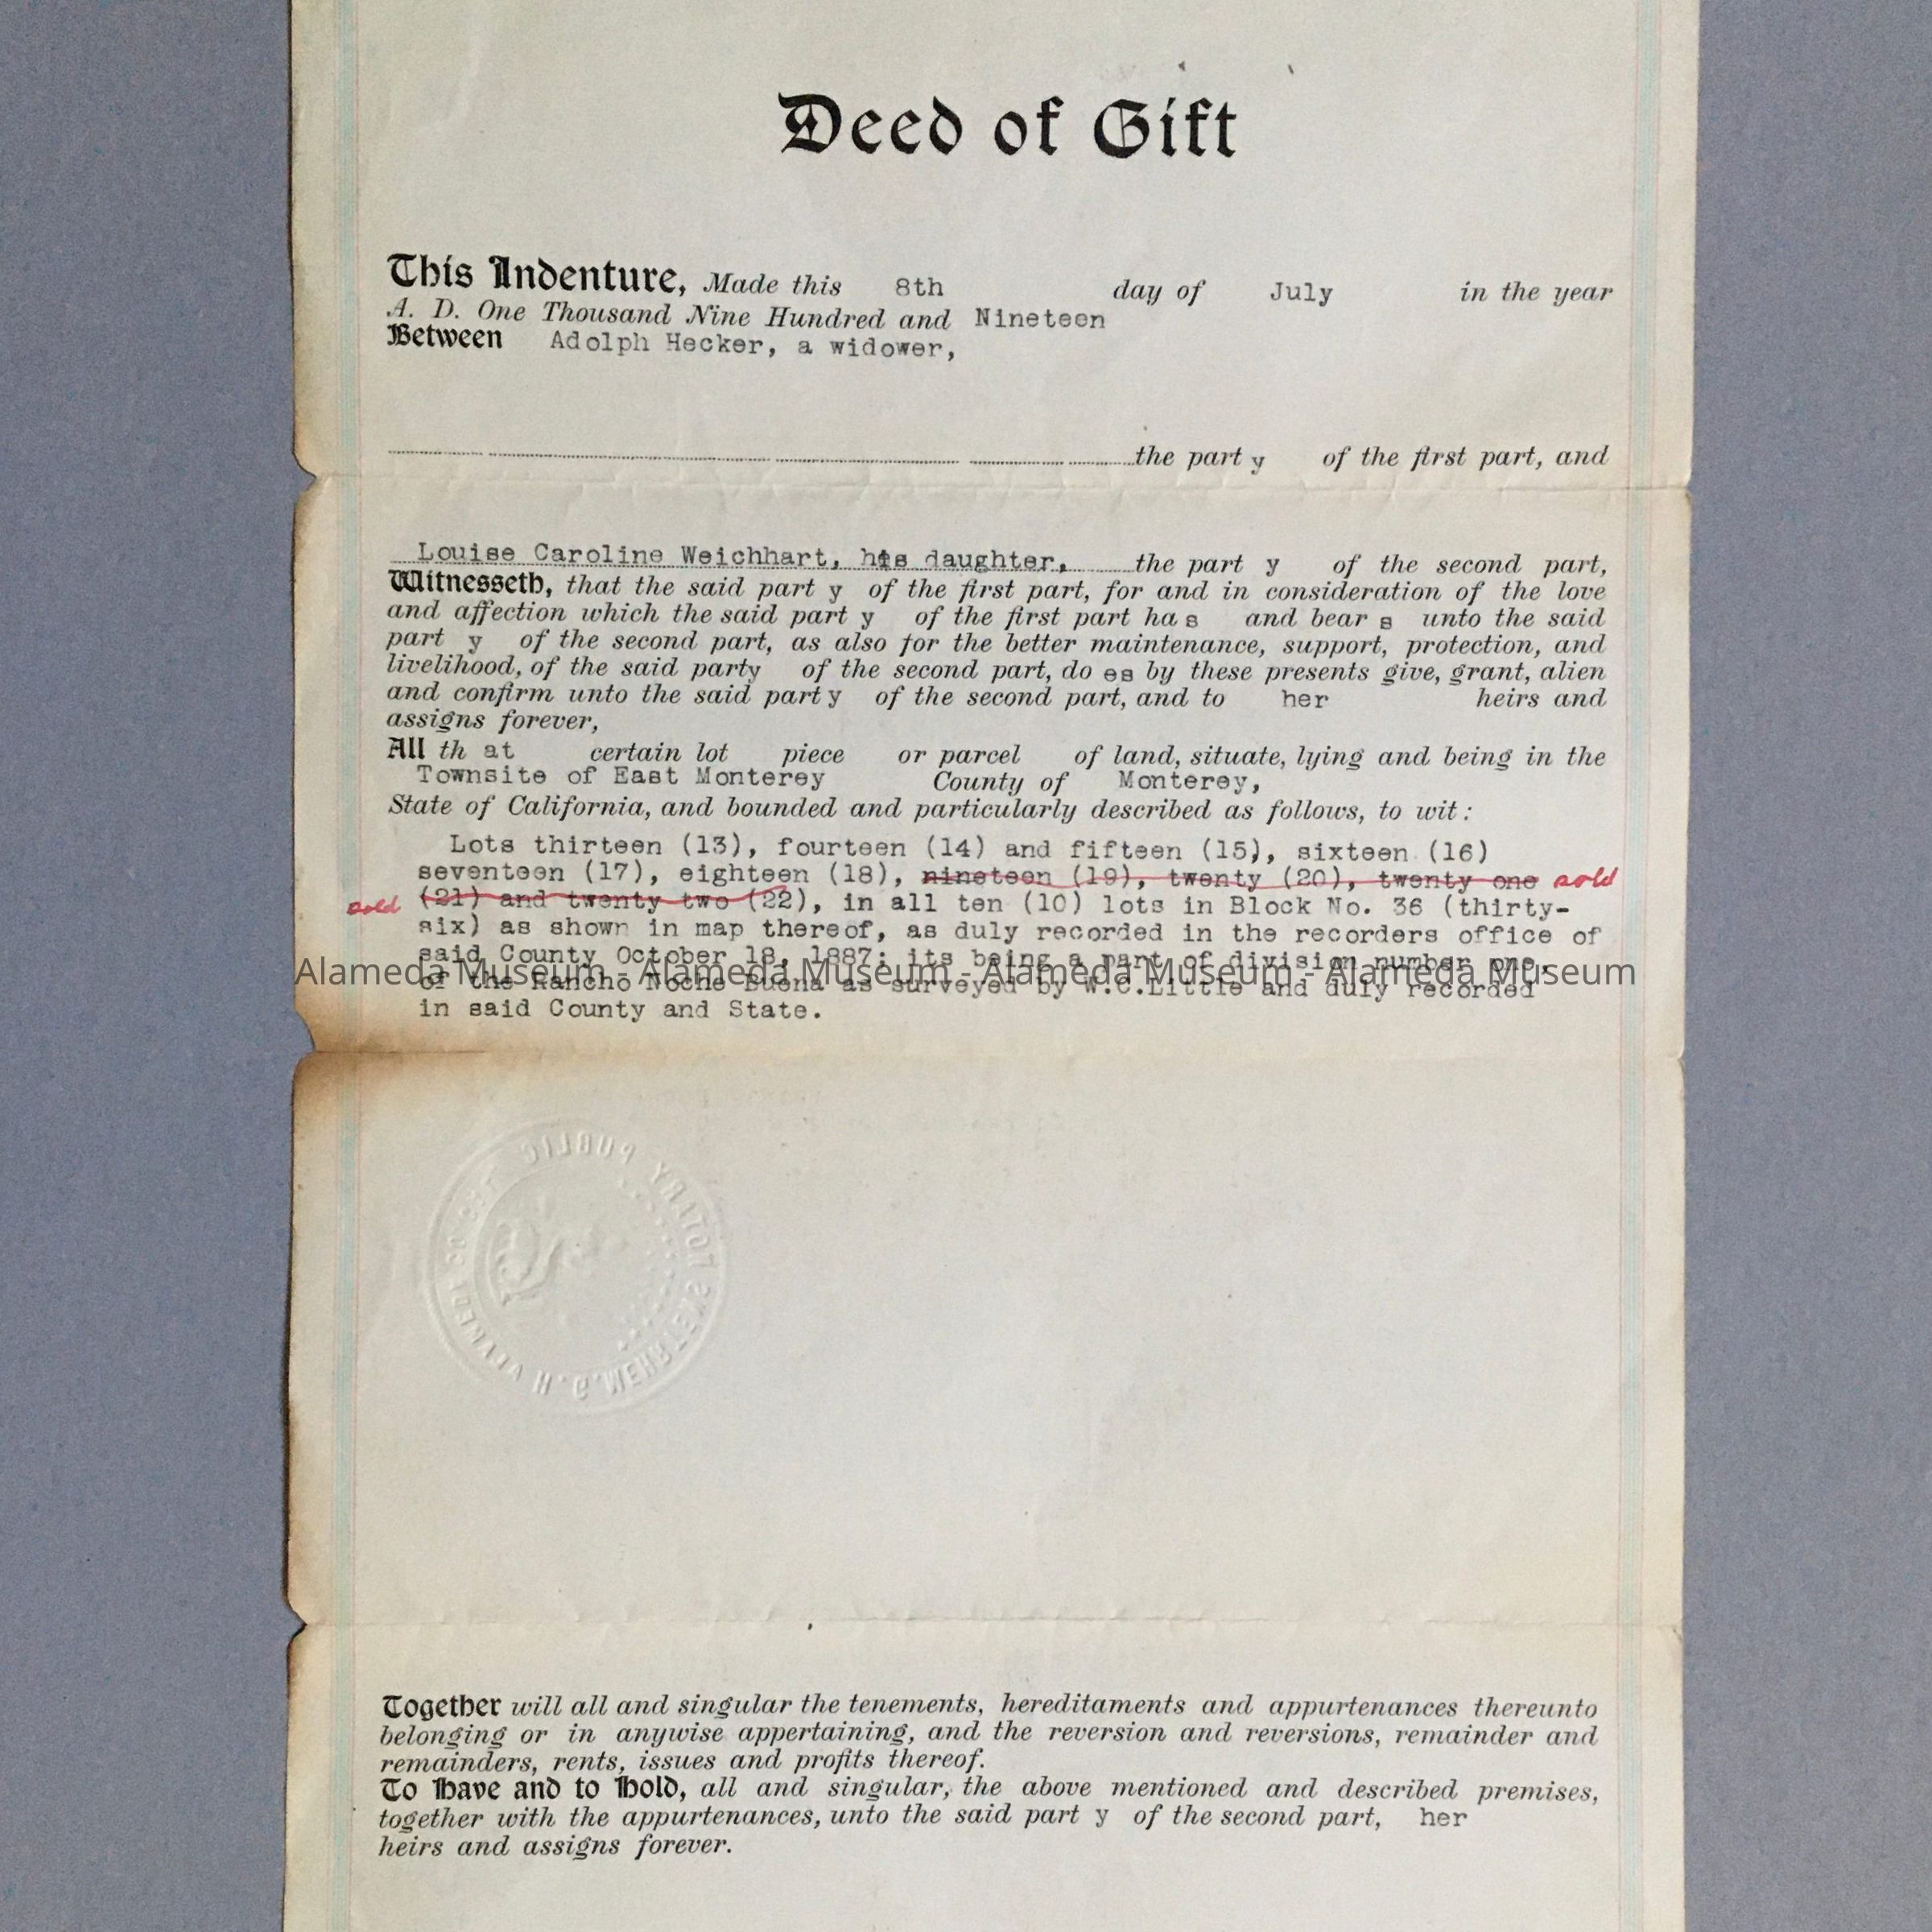 Deed of Gift
This Indenture, Made this 8th day of July in the year
A. D. One Thousand Nine Hundred and Nineteen
Between Adolph Hecker, a widower,
the part y of the first part, and
Louise Caroline Weichhart, his daughter, the part y of the second part,
Witnesseth, that the said part y of the first part, for and in consideration of the love
and affection which the said part y of the first part ha s and bear s unto the said
part y of the second part, as also for the better maintenance, support, protection, and
livelihood, of the said party of the second part, do es by these presents give, grant, alien
and confirm unto the said party of the second part, and to her heirs and
assigns forever,
All th at certain lot piece or parcel of land, situate, lying and being in the
Townsite of East Monterey County of Monterey,
State of California, and bounded and particularly described as follows, to wit:
Lots thirteen (13), fourteen (14) and fifteen (15), sixteen (16)
seventeen (17), eighteen (18), nineteen (19), twenty (20), twenty one sold
sold (21) and twenty two (22), in all ten (10) lots in Block No. 36 (thirty-
six) as shown in map thereof, as duly recorded in the recorders office of
said County October 18, 1887; its being a part of division number one,
Alameda Museum - Alameda Museum - Alameda Museum - Alameda Museum
of the Rancho Noche Buena as surveyed by W.C.Little and duly recorded
in said County and State.
H. G. MEHRTENS NOTARY PUBLIC
Together will all and singular the tenements, hereditaments and appurtenances thereunto
belonging or in anywise appertaining, and the reversion and reversions, remainder and
remainders, rents, issues and profits thereof.
To Have and to Hold, all and singular, the above mentioned and described premises,
together with the appurtenances, unto the said part y of the second part, her
heirs and assigns forever.